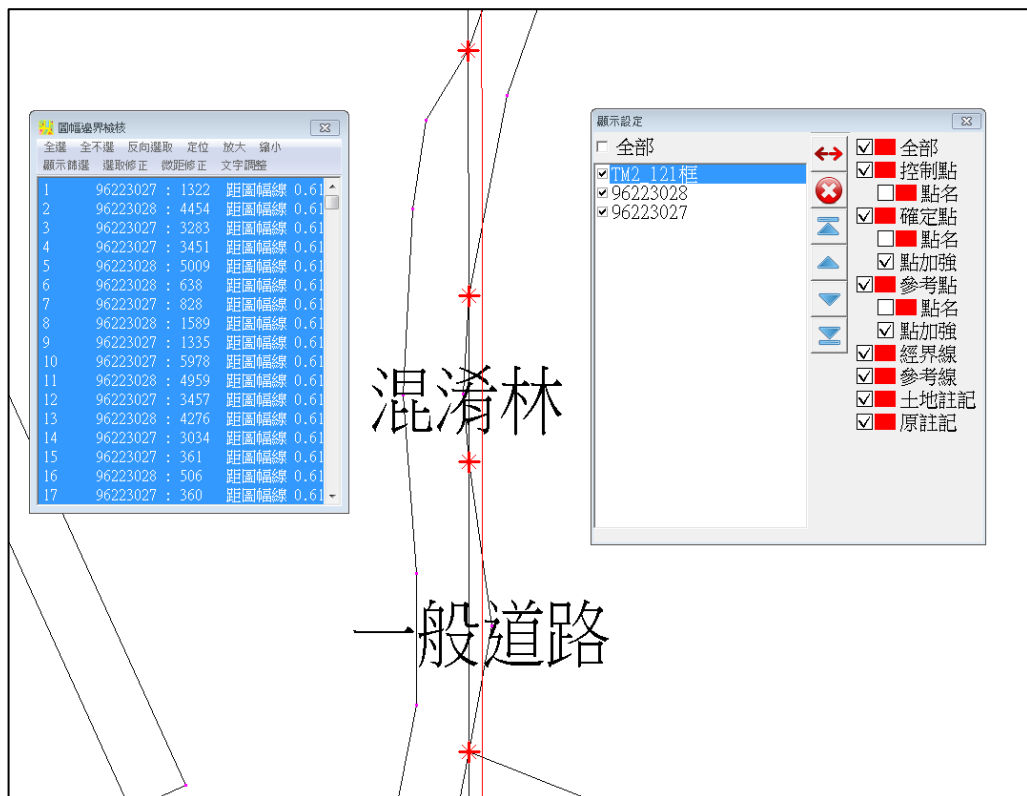 圖幅邊界檢核
全選 全不選 反向選取 定位 放大 縮小
顯示篩選 選取修正 微距修正 文字調整
1 96223027 : 1322 距圖幅線 0.61
2 96223028 : 4454 距圖幅線 0.61
3 96223027 : 3283 距圖幅線 0.61
4 96223028 : 3451 距圖幅線 0.61
5 96223028 : 5009 距圖幅線 0.61
6 96223028 : 638 距圖幅線 0.61
7 96223027 : 828 距圖幅線 0.61
8 96223028 : 1589 距圖幅線 0.61
9 96223027 : 1335 距圖幅線 0.61
10 96223027 : 5978 距圖幅線 0.61
11 96223028 : 4959 距圖幅線 0.61
12 96223027 : 3457 距圖幅線 0.61
13 96223028 : 4276 距圖幅線 0.61
14 96223027 : 3034 距圖幅線 0.61
15 96223027 : 361 距圖幅線 0.61
16 96223028 : 506 距圖幅線 0.61
17 96223027 : 360 距圖幅線 0.61
顯示設定
全部
TM2_121框
96223028
96223027
全部
控制點
點名
確定點
點名
點加強
參考點
點名
點加強
經界線
參考線
土地註記
原註記
混淆林
一般道路